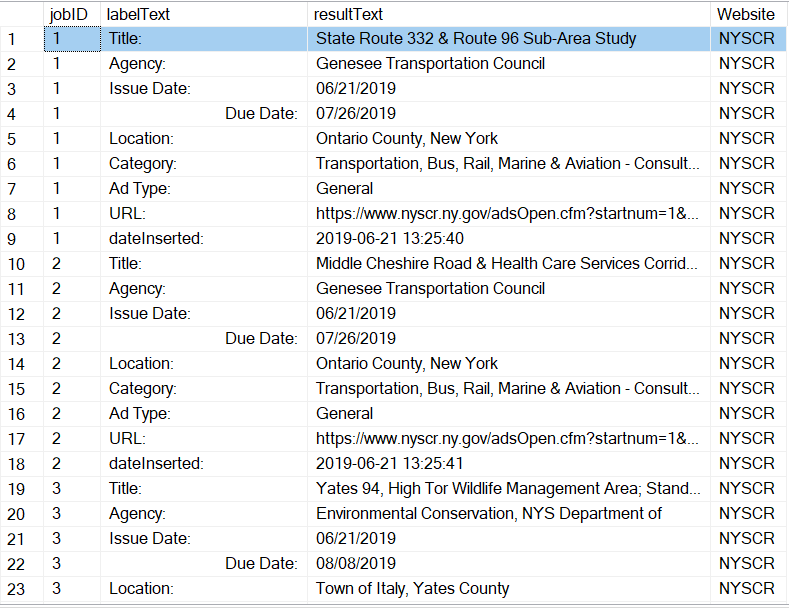 jobID labelText resultText Website
1 1 Title: State Route 332 & Route 96 Sub-Area Study NYSCR
2 1 Agency: Genesee Transportation Council NYSCR
3 1 Issue Date: 06/21/2019 NYSCR
4 1 Due Date: 07/26/2019 NYSCR
5 1 Location: Ontario County, New York NYSCR
6 1 Category: Transportation, Bus, Rail, Marine & Aviation - Consult... NYSCR
7 1 Ad Type: General NYSCR
8 1 URL: https://www.nyscr.ny.gov/adsOpen.cfm?startnum=1&... NYSCR
9 1 dateInserted: 2019-06-21 13:25:40 NYSCR
10 2 Title: Middle Cheshire Road & Health Care Services Corrid... NYSCR
11 2 Agency: Genesee Transportation Council NYSCR
12 2 Issue Date: 06/21/2019 NYSCR
13 2 Due Date: 07/26/2019 NYSCR
14 2 Location: Ontario County, New York NYSCR
15 2 Category: Transportation, Bus, Rail, Marine & Aviation - Consult... NYSCR
16 2 Ad Type: General NYSCR
17 2 URL: https://www.nyscr.ny.gov/adsOpen.cfm?startnum=1&... NYSCR
18 2 dateInserted: 2019-06-21 13:25:41 NYSCR
19 3 Title: Yates 94, High Tor Wildlife Management Area; Stand... NYSCR
20 3 Agency: Environmental Conservation, NYS Department of NYSCR
21 3 Issue Date: 06/21/2019 NYSCR
22 3 Due Date: 08/08/2019 NYSCR
23 3 Location: Town of Italy, Yates County NYSCR